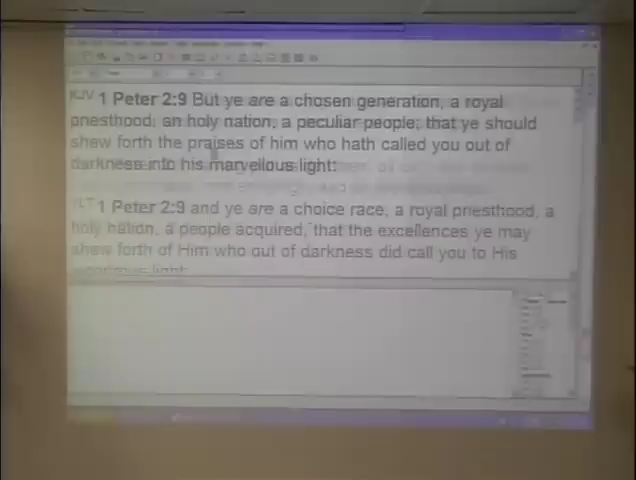 KJV 1 Peter 2:9 But ye are a chosen generation, a royal
priesthood, an holy nation, a peculiar people; that ye should
shew forth the praises of him who hath called you out of
darkness into his marvellous light:
YLT 1 Peter 2:9 and ye are a choice race, a royal priesthood, a
holy nation, a people acquired, that the excellences ye may
shew forth of Him who out of darkness did call you to His
wondrous light;